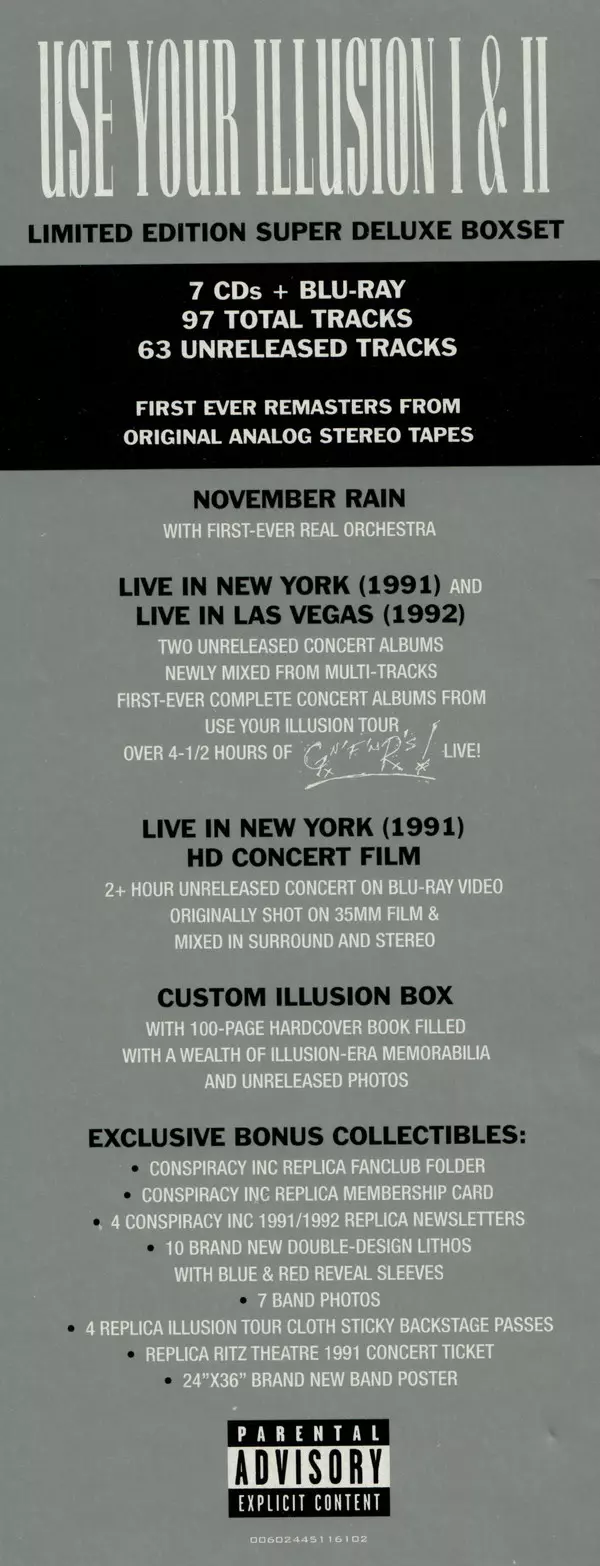 USE YOUR ILLUSION I & II
LIMITED EDITION SUPER DELUXE BOXSET
7 CDs + BLU-RAY
97 TOTAL TRACKS
63 UNRELEASED TRACKS
FIRST EVER REMASTERS FROM
ORIGINAL ANALOG STEREO TAPES
NOVEMBER RAIN
WITH FIRST-EVER REAL ORCHESTRA
LIVE IN NEW YORK (1991) AND
LIVE IN LAS VEGAS (1992)
TWO UNRELEASED CONCERT ALBUMS
NEWLY MIXED FROM MULTI-TRACKS
FIRST-EVER COMPLETE CONCERT ALBUMS FROM
USE YOUR ILLUSION TOUR
OVER 4-1/2 HOURS OF LIVE!
LIVE IN NEW YORK (1991)
HD CONCERT FILM
2+ HOUR UNRELEASED CONCERT ON BLU-RAY VIDEO
ORIGINALLY SHOT ON 35MM FILM &
MIXED IN SURROUND AND STEREO
CUSTOM ILLUSION BOX
WITH 100-PAGE HARDCOVER BOOK FILLED
WITH A WEALTH OF ILLUSION-ERA MEMORABILIA
AND UNRELEASED PHOTOS
EXCLUSIVE BONUS COLLECTIBLES:
• CONSPIRACY INC REPLICA FANCLUB FOLDER
• CONSPIRACY INC REPLICA MEMBERSHIP CARD
• 4 CONSPIRACY INC 1991/1992 REPLICA NEWSLETTERS
• 10 BRAND NEW DOUBLE-DESIGN LITHOS
WITH BLUE & RED REVEAL SLEEVES
• 7 BAND PHOTOS
• 4 REPLICA ILLUSION TOUR CLOTH STICKY BACKSTAGE PASSES
• REPLICA RITZ THEATRE 1991 CONCERT TICKET
• 24"X36" BRAND NEW BAND POSTER
PARENTAL
ADVISORY
EXPLICIT CONTENT
00602445116102